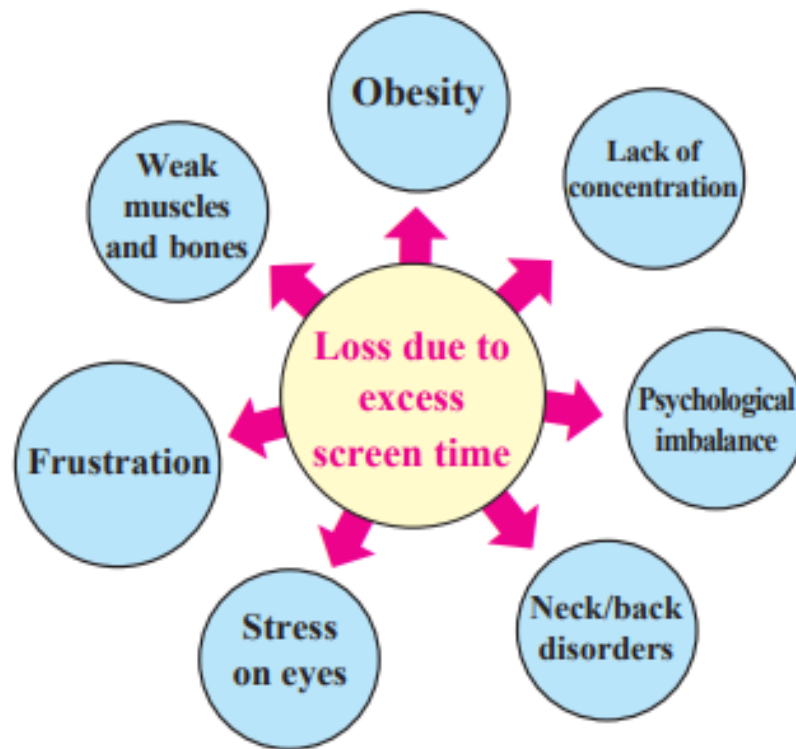 Obesity
Lack of
concentration
Weak
muscles
and bones
Loss due to
excess
screen time
Psychological
imbalance
Frustration
Neck/back
disorders
Stress
on eyes